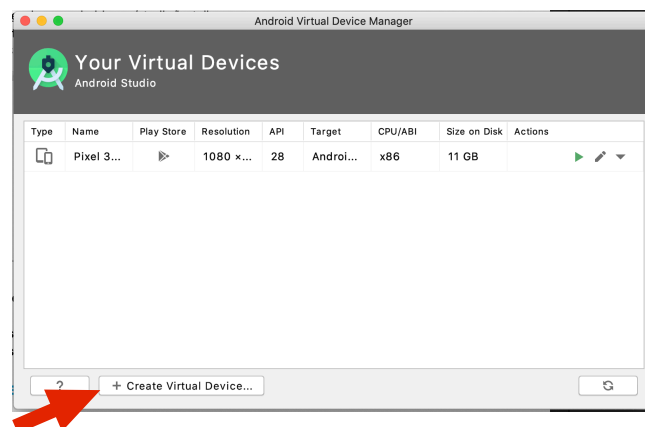 Android Virtual Device Manager
Your Virtual Devices
Android Studio
Type Name Play Store Resolution API Target CPU/ABI Size on Disk Actions
Pixel 3... 1080 ×... 28 Androi... x86 11 GB
? + Create Virtual Device...